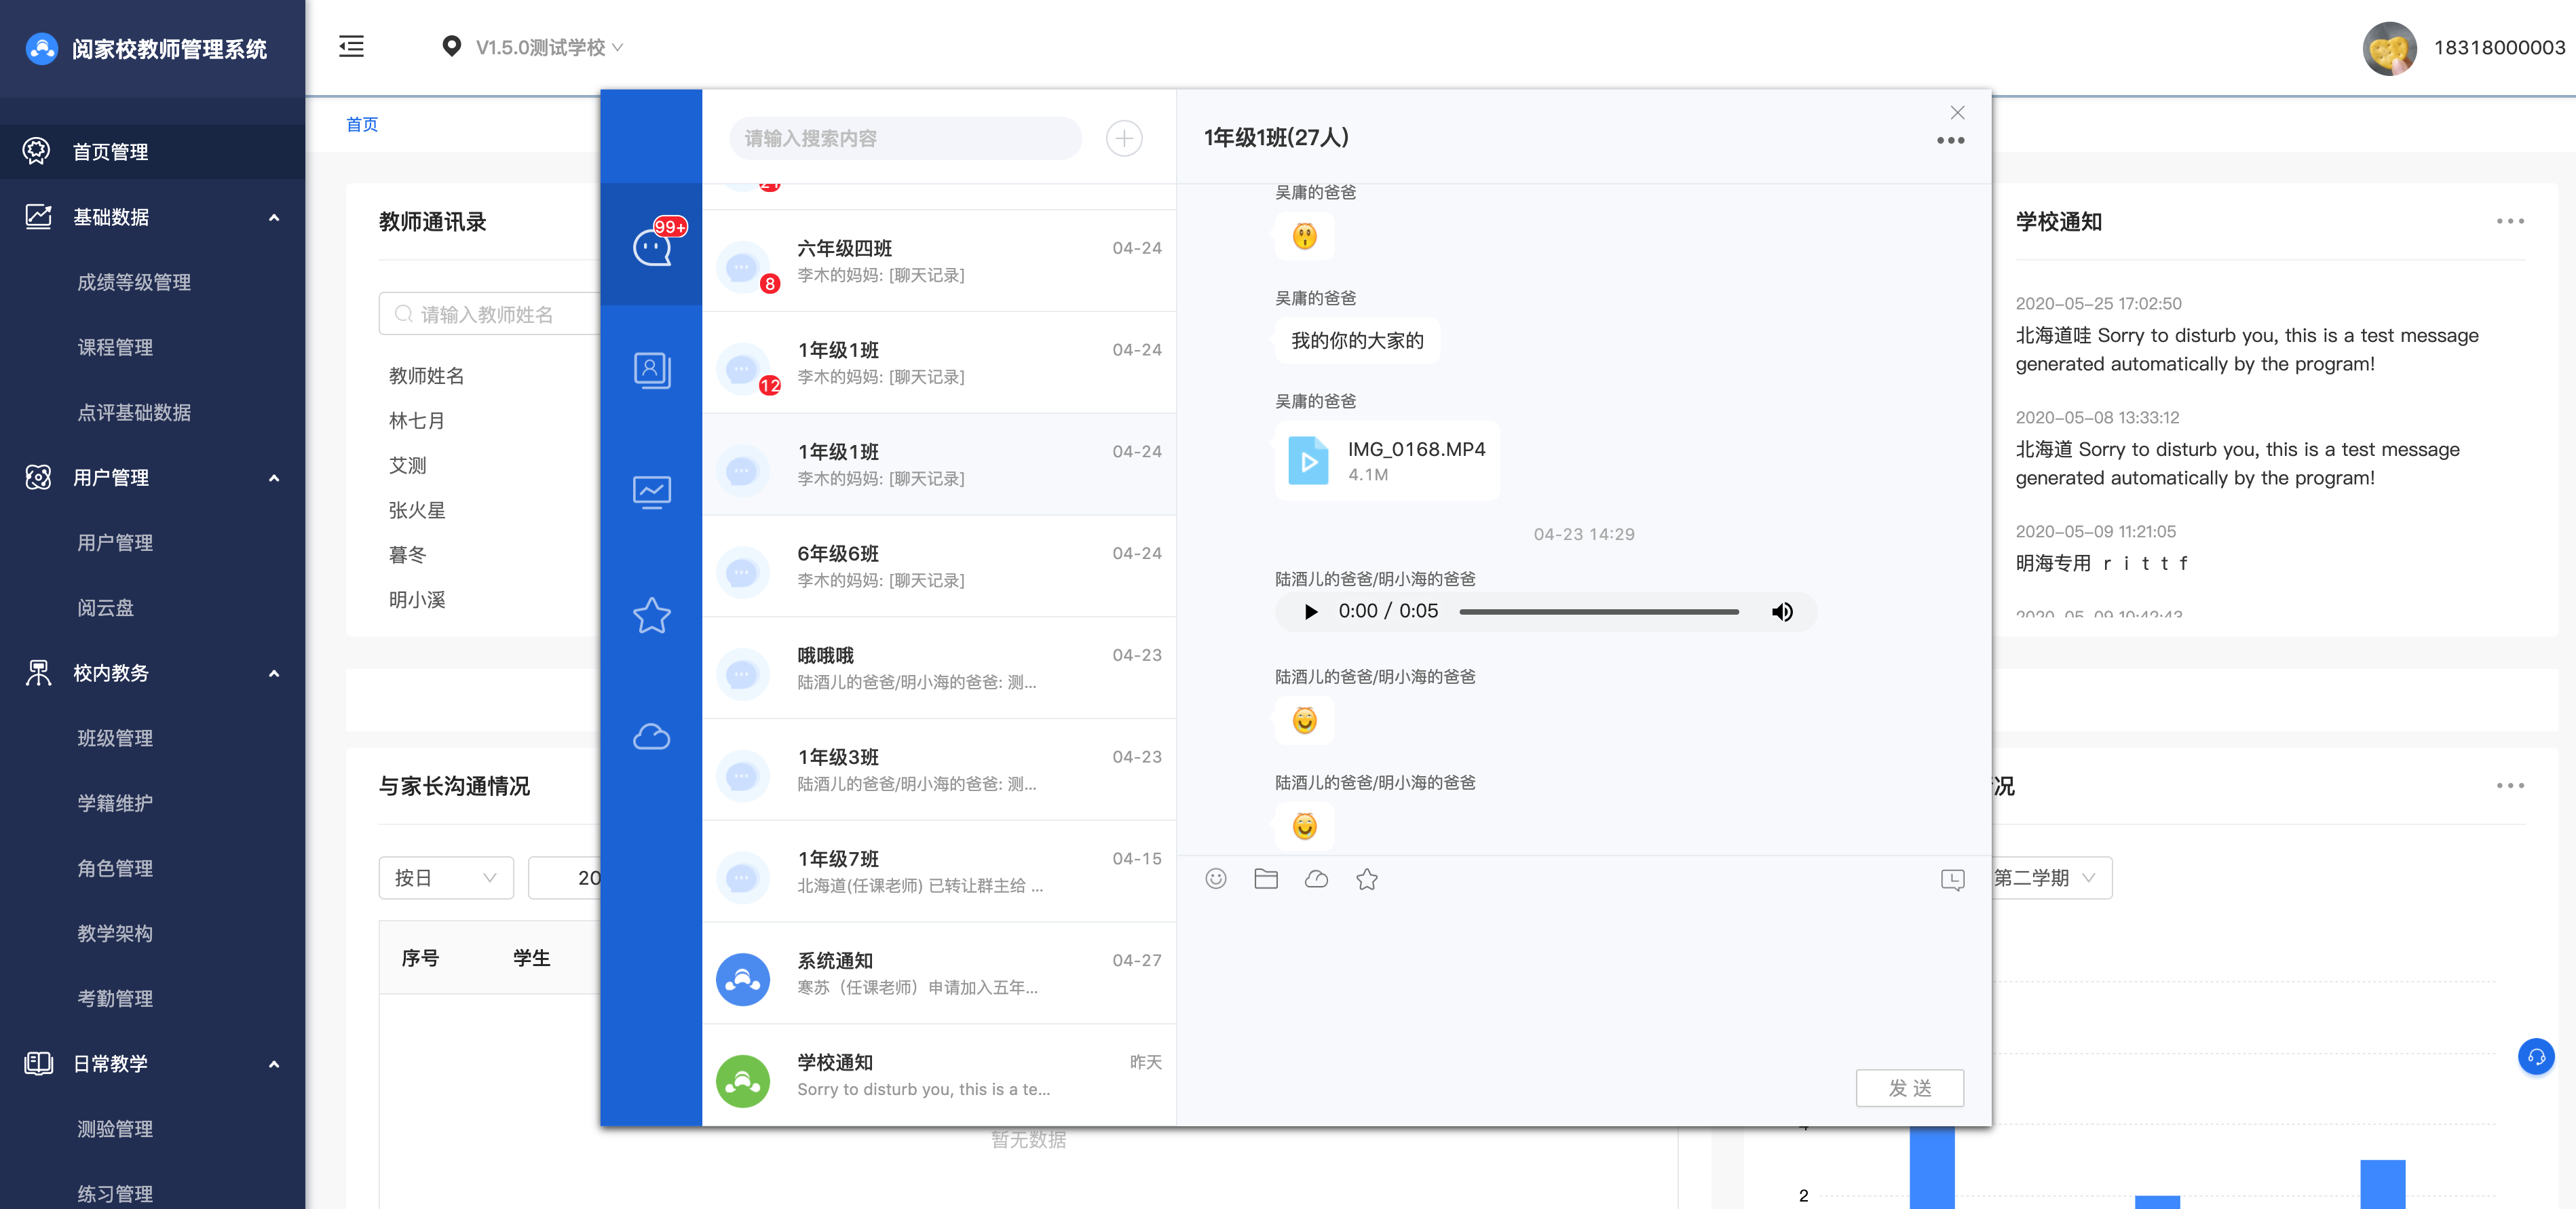 阅家校教师管理系统
V1.5.0测试学校
18318000003
首页管理
基础数据
成绩等级管理
课程管理
点评基础数据
用户管理
用户管理
阅云盘
校内教务
班级管理
学籍维护
角色管理
教学架构
考勤管理
日常教学
测验管理
练习管理
首页
教师通讯录
请输入教师姓名
教师姓名
林七月
艾测
张火星
暮冬
明小溪
与家长沟通情况
按日
20
序号 学生
暂无数据
99+
请输入搜索内容
21
六年级四班 04-24
李木的妈妈: [聊天记录]
8
1年级1班 04-24
李木的妈妈: [聊天记录]
12
1年级1班 04-24
李木的妈妈: [聊天记录]
6年级6班 04-24
李木的妈妈: [聊天记录]
哦哦哦 04-23
陆酒儿的爸爸/明小海的爸爸: 测...
1年级3班 04-23
陆酒儿的爸爸/明小海的爸爸: 测...
1年级7班 04-15
北海道(任课老师) 已转让群主给 ...
系统通知 04-27
寒苏（任课老师）申请加入五年...
学校通知 昨天
Sorry to disturb you, this is a te...
1年级1班(27人)
吴庸的爸爸
吴庸的爸爸
我的你的大家的
吴庸的爸爸
IMG_0168.MP4
4.1M
04-23 14:29
陆酒儿的爸爸/明小海的爸爸
0:00 / 0:05
陆酒儿的爸爸/明小海的爸爸
陆酒儿的爸爸/明小海的爸爸
发 送
学校通知
2020-05-25 17:02:50
北海道哇 Sorry to disturb you, this is a test message
generated automatically by the program!
2020-05-08 13:33:12
北海道 Sorry to disturb you, this is a test message
generated automatically by the program!
2020-05-09 11:21:05
明海专用 ｒｉｔｔｆ
2020-05-09 10:42:43
况
第二学期
4
2